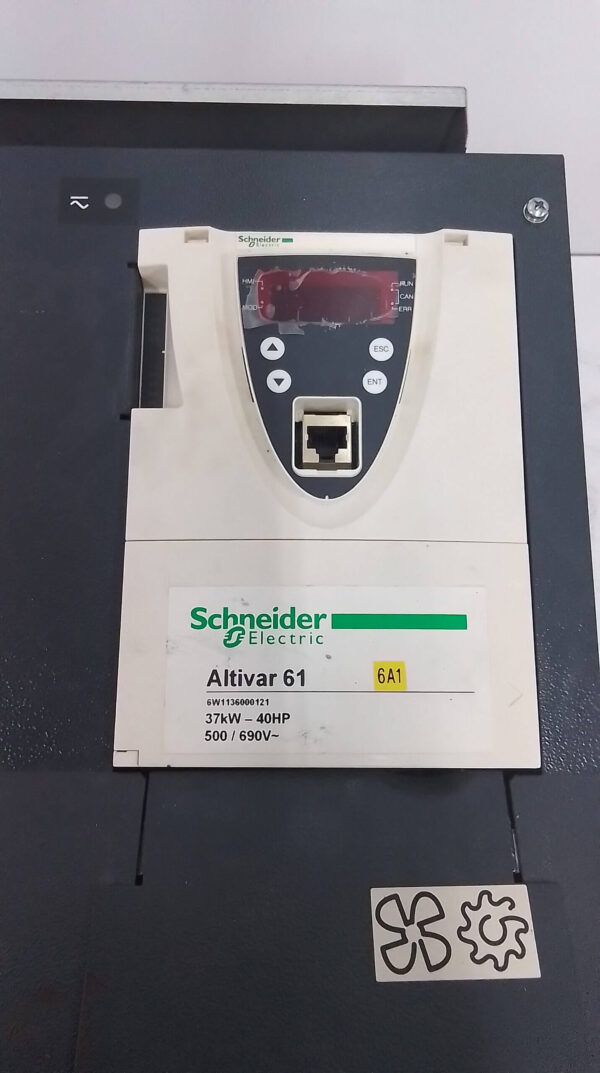 Schneider
Electric
HMI
RUN
CAN
MOD
ERR
ESC
ENT
Schneider
Electric
Altivar 61
6A1
6W1136000121
37kW – 40HP
500 / 690V~